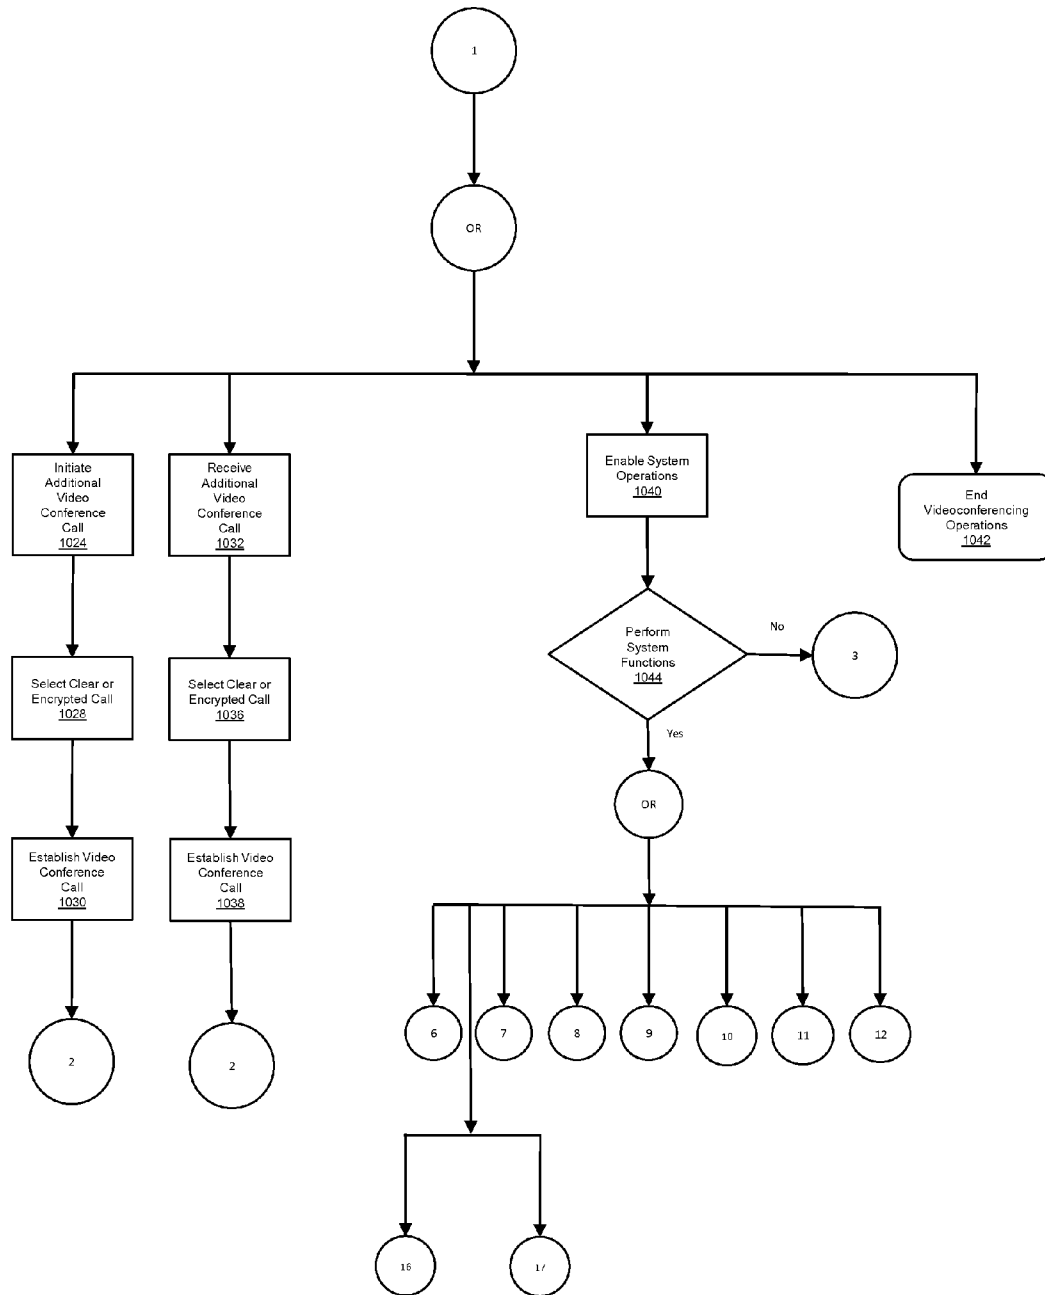 1
OR
Initiate
Additional
Video
Conference
Call
1024
Receive
Additional
Video
Conference
Call
1032
Enable System
Operations
1040
End
Videoconferencing
Operations
1042
Select Clear or
Encrypted Call
1028
Select Clear or
Encrypted Call
1036
Perform
System
Functions
1044
No
3
Yes
OR
Establish Video
Conference
Call
1030
Establish Video
Conference
Call
1038
2
2
6
7
8
9
10
11
12
16
17